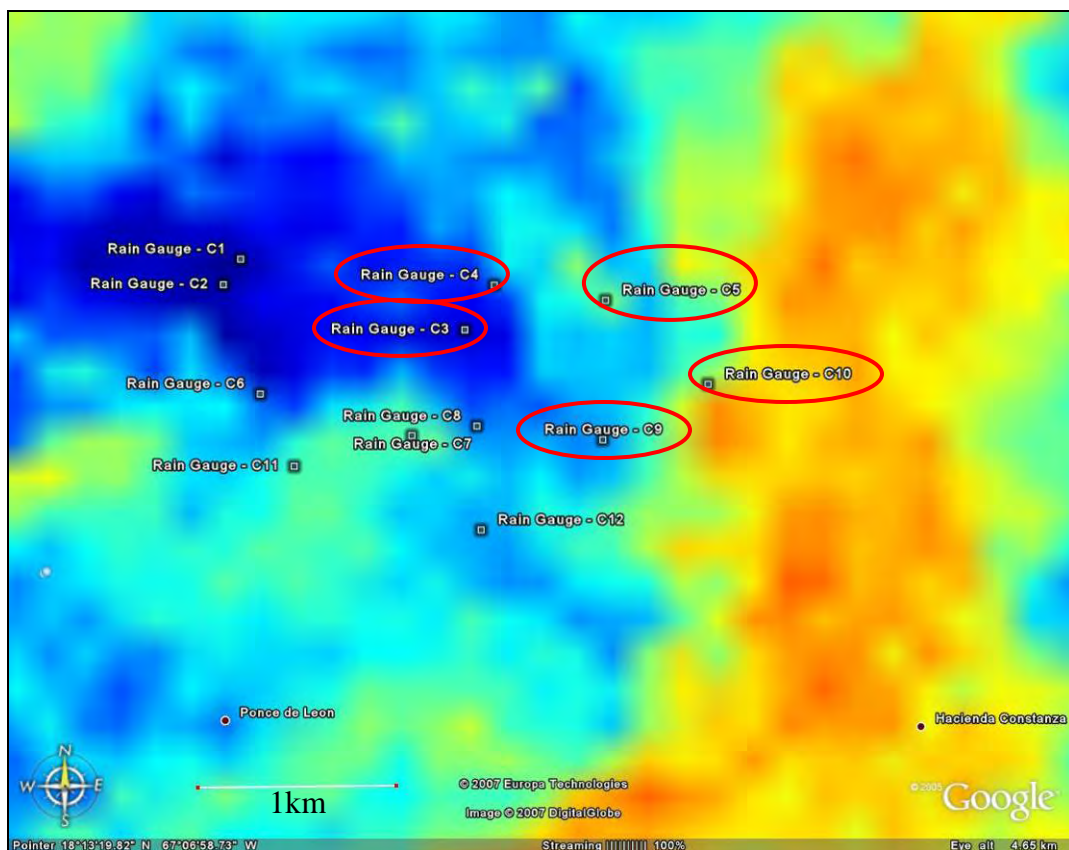 Rain Gauge - C1
Rain Gauge - C4
Rain Gauge - C2
Rain Gauge - C5
Rain Gauge - C3
Rain Gauge - C10
Rain Gauge - C6
Rain Gauge - C8
Rain Gauge - C9
Rain Gauge - C7
Rain Gauge - C11
Rain Gauge - C12
Ponce de Leon
Hacienda Constanza
N
W E
S
1km
© 2007 Europa Technologies
Image © 2007 DigitalGlobe
© 2005 Google
Pointer 18°13'19.82" N 67°06'58.73" W Streaming |||||||||| 100% Eye alt 4.65 km